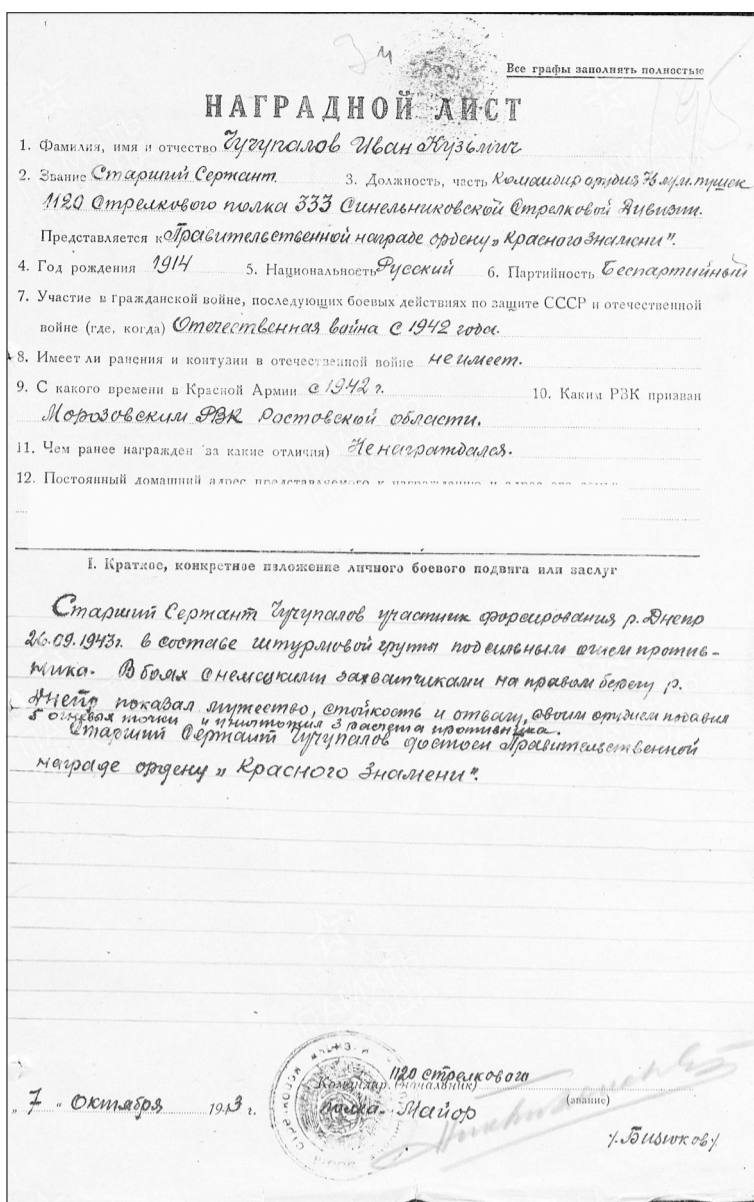 Все графы заполнять полностью
НАГРАДНОЙ ЛИСТ
1. Фамилия, имя и отчество Чучупалов Иван Кузьмич
2. Звание Старший Сержант. 3. Должность, часть Командир орудия 76 м.м. пушек
1120 Стрелкового полка 333 Синельниковской Стрелковой Дивизии.
Представляется к Правительственной награде ордену „Красного Знамени".
4. Год рождения 1914 5. Национальность Русский 6. Партийность Беспартийный
7. Участие в гражданской войне, последующих боевых действиях по защите СССР и отечественной
войне (где, когда) Отечественная война с 1942 года.
8. Имеет ли ранения и контузии в отечественной войне не имеет.
9. С какого времени в Красной Армии с 1942 г. 10. Каким РВК призван
Морозовским РВК Ростовской области.
11. Чем ранее награжден (за какие отличия) Не награждался.
12. Постоянный домашний адрес представляемого к награждению и адрес его семьи
I. Краткое, конкретное изложение личного боевого подвига или заслуг
Старший Сержант Чучупалов участник форсирования р. Днепр
26.09.1943г. в составе штурмовой группы под сильным огнем против-
ника. В боях с немецкими захватчиками на правом берегу р.
Днепр показал мужество, стойкость и отвагу, своим орудием подавил
5 огневых точки и уничтожил 3 расчета противника.
Старший Сержант Чучупалов достоен Правительственной
награде ордену „Красного Знамени".
1120 стрелкового
Командир (начальник)
„7" Октября 1943 г. полка - Майор (звание)
/.Бизюков/.